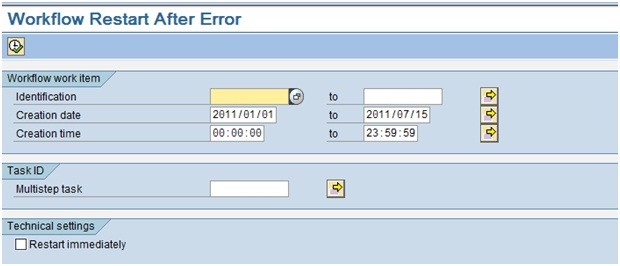 Workflow Restart After Error
Workflow work item
Identification to
Creation date 2011/01/01 to 2011/07/15
Creation time 00:00:00 to 23:59:59
Task ID
Multistep task
Technical settings
Restart immediately